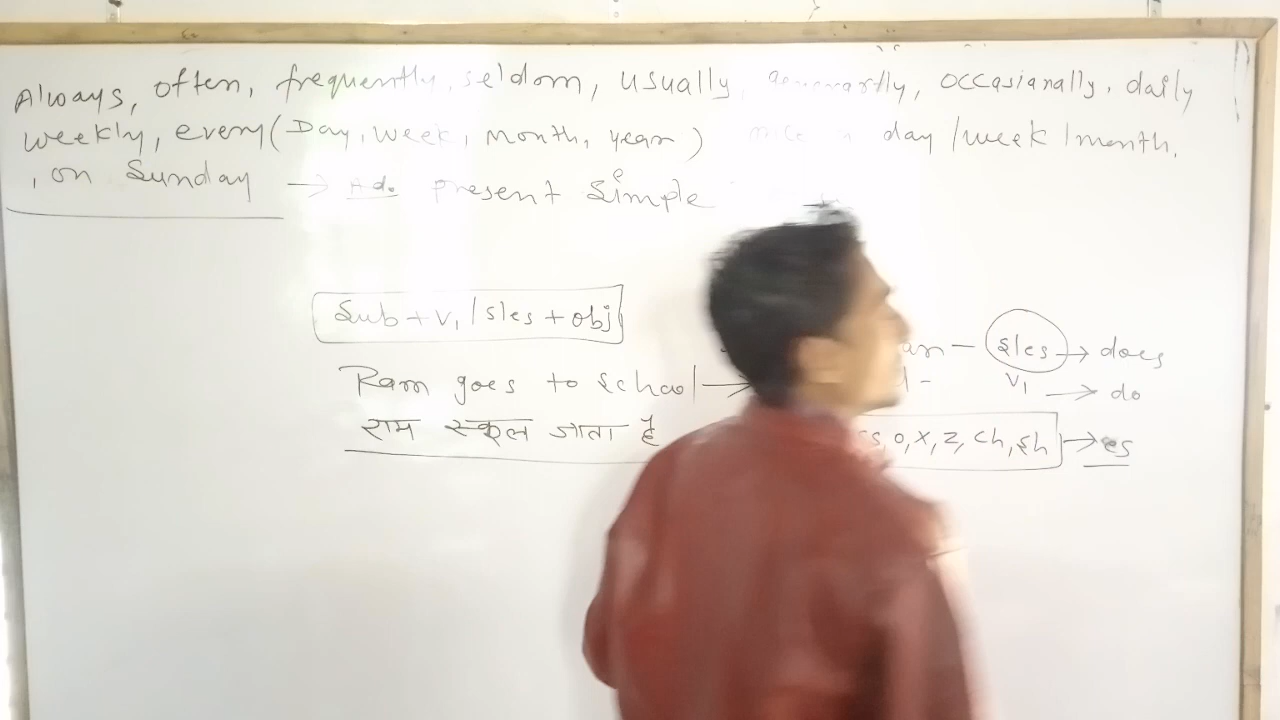 Always, often, frequently, seldom, usually, occasianally, daily
weekly, every (Day, week, month, year) day/week/month,
, on Sunday → Ad. present Simple
Sub + V₁/s/es + obj
Ram goes to school →
राम स्कूल जाता है
— s/es → does
V₁ → do
s, o, x, z, ch, sh → es